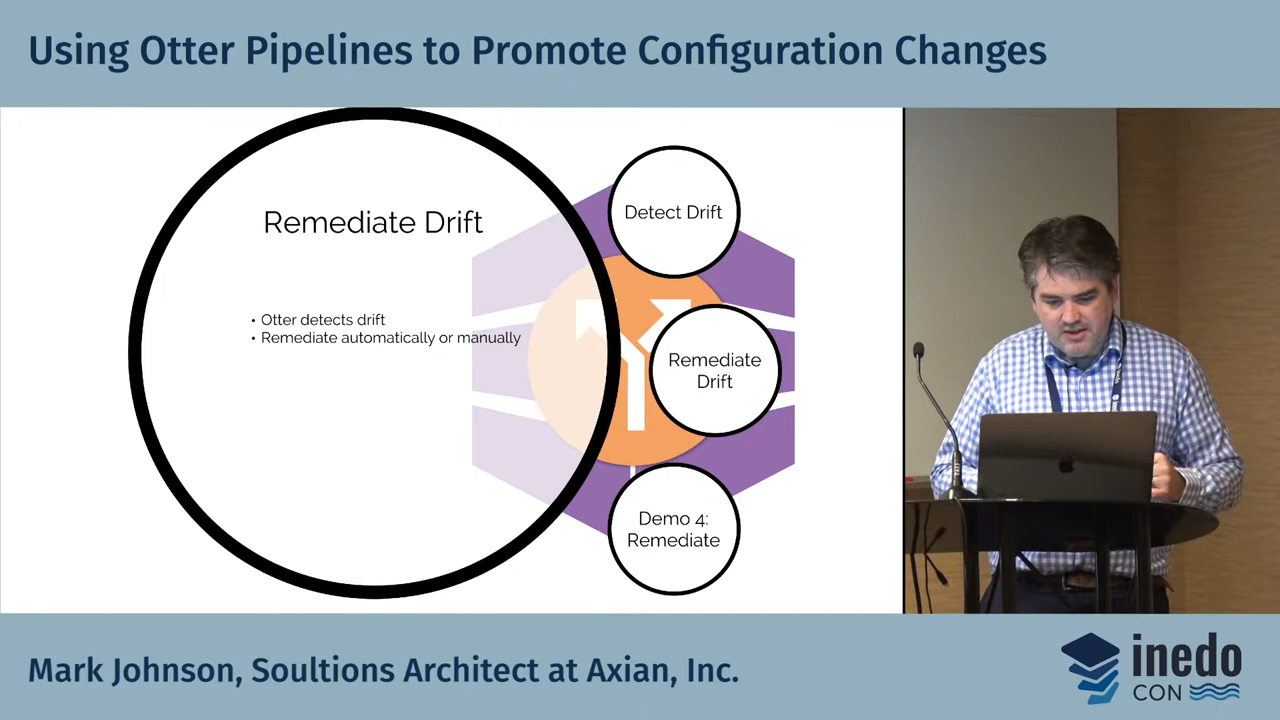 Using Otter Pipelines to Promote Configuration Changes
Remediate Drift
• Otter detects drift
• Remediate automatically or manually
Detect Drift
Remediate
Drift
Demo 4:
Remediate
Mark Johnson, Soultions Architect at Axian, Inc.
inedo
CON